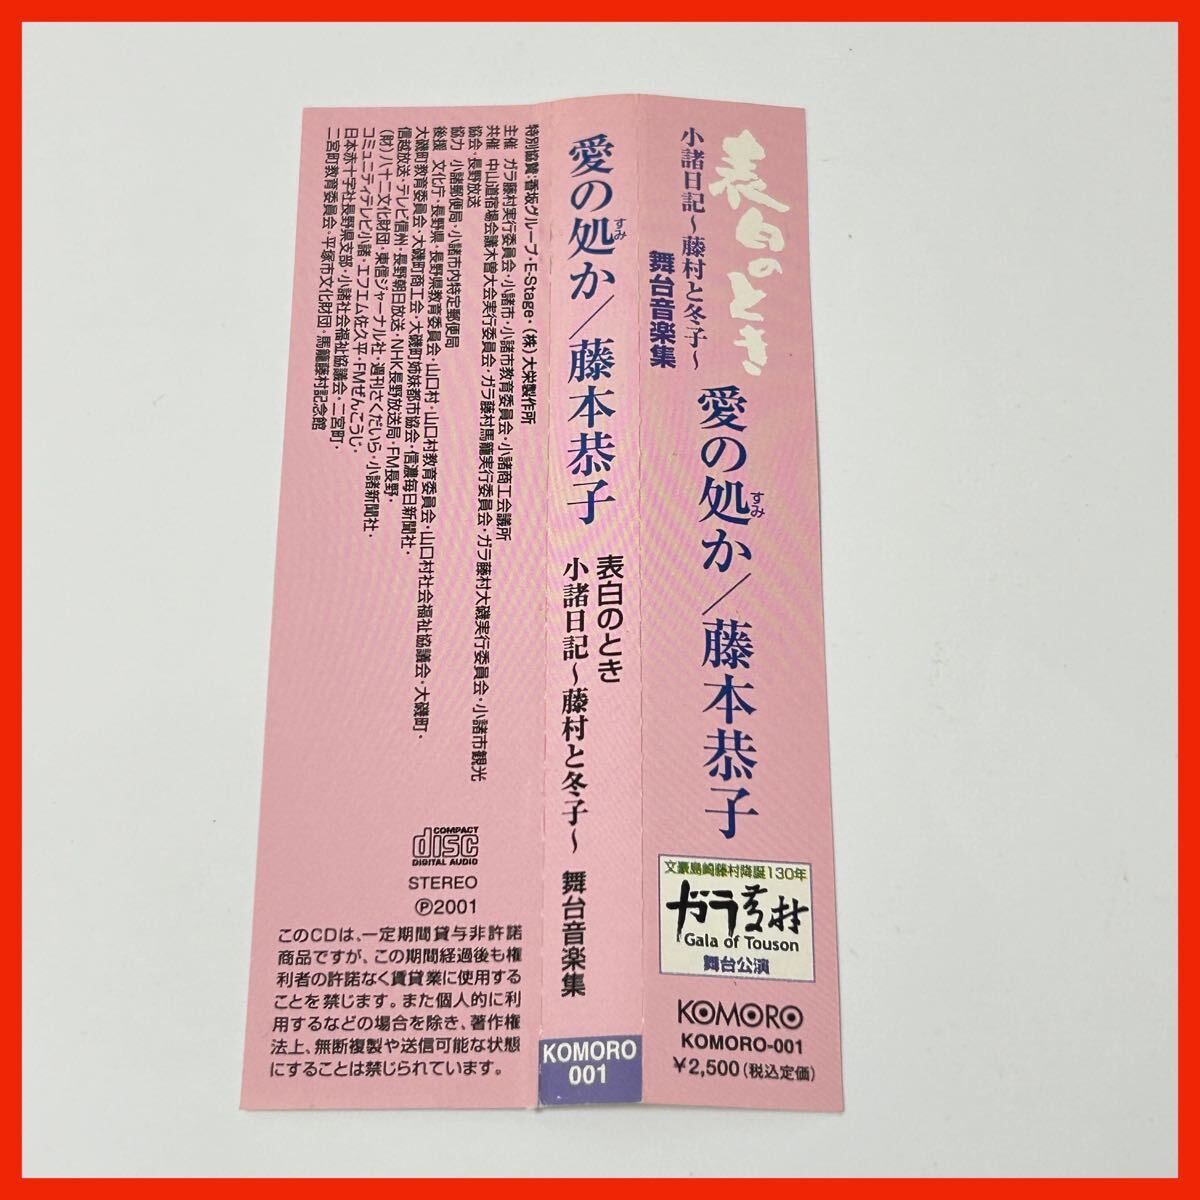 表白のとき
小諸日記～藤村と冬子～
舞台音楽集
愛の処か／藤本恭子
すみ
文豪島崎藤村降誕130年
ガラ藤村
Gala of Touson
舞台公演
KOMORO
KOMORO-001
￥2,500(税込定価)
愛の処か／藤本恭子
すみ
表白のとき
小諸日記～藤村と冬子～ 舞台音楽集
KOMORO
001
特別協賛:香坂グループ・E-Stage・(株)大栄製作所
主催 ガラ藤村実行委員会・小諸市・小諸市教育委員会・小諸商工会議所
共催 中山道宿場会議木曽大会実行委員会・ガラ藤村馬籠実行委員会・ガラ藤村大磯実行委員会・小諸市観光
協会・長野放送
協力 小諸郵便局・小諸市内特定郵便局
後援 文化庁・長野県・長野県教育委員会・山口村・山口村教育委員会・山口村社会福祉協議会・大磯町・
大磯町教育委員会・大磯町商工会・大磯町姉妹都市協会・信濃毎日新聞社・
信越放送・テレビ信州・長野朝日放送・NHK長野放送局・FM長野・
(財)八十二文化財団・東信ジャーナル社・週刊さくだいら・小諸新聞社・
コミュニティテレビ小諸・エフエム佐久平・FMぜんこうじ・
日本赤十字社長野県支部・小諸社会福祉協議会・二宮町・
二宮町教育委員会・平塚市文化財団・馬籠藤村記念館
COMPACT
disc
DIGITAL AUDIO
STEREO
Ⓟ2001
このCDは、一定期間貸与非許諾
商品ですが、この期間経過後も権
利者の許諾なく賃貸業に使用する
ことを禁じます。また個人的に利
用するなどの場合を除き、著作権
法上、無断複製や送信可能な状態
にすることは禁じられています。